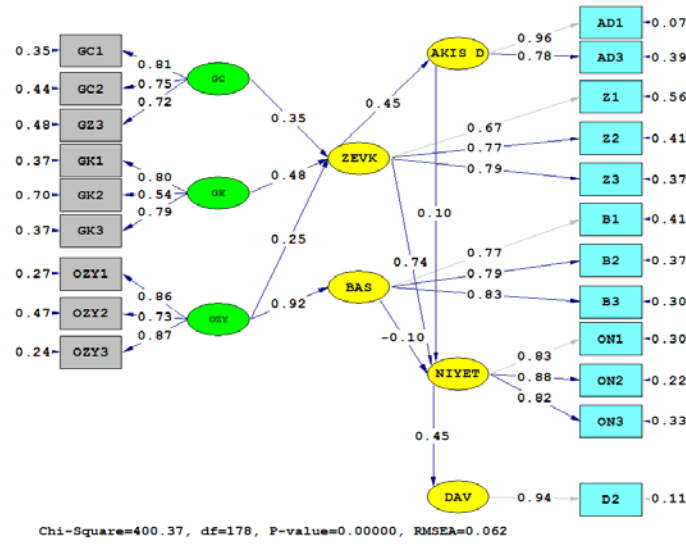 0.35 GC1 0.81
0.44 GC2 0.75
0.48 GZ3 0.72
GC 0.35
0.37 GK1 0.80
0.70 GK2 0.54
0.37 GK3 0.79
GK 0.48
0.27 OZY1 0.86
0.47 OZY2 0.73
0.24 OZY3 0.87
OZY 0.25
0.92
AKIS D 0.96 AD1 0.07
0.78 AD3 0.39
0.45
0.10
ZEVK 0.67 Z1 0.56
0.77 Z2 0.41
0.79 Z3 0.37
0.74
BAS 0.77 B1 0.41
0.79 B2 0.37
0.83 B3 0.30
-0.10
NIYET 0.83 ON1 0.30
0.88 ON2 0.22
0.82 ON3 0.33
0.45
DAV 0.94 D2 0.11
Chi-Square=400.37, df=178, P-value=0.00000, RMSEA=0.062